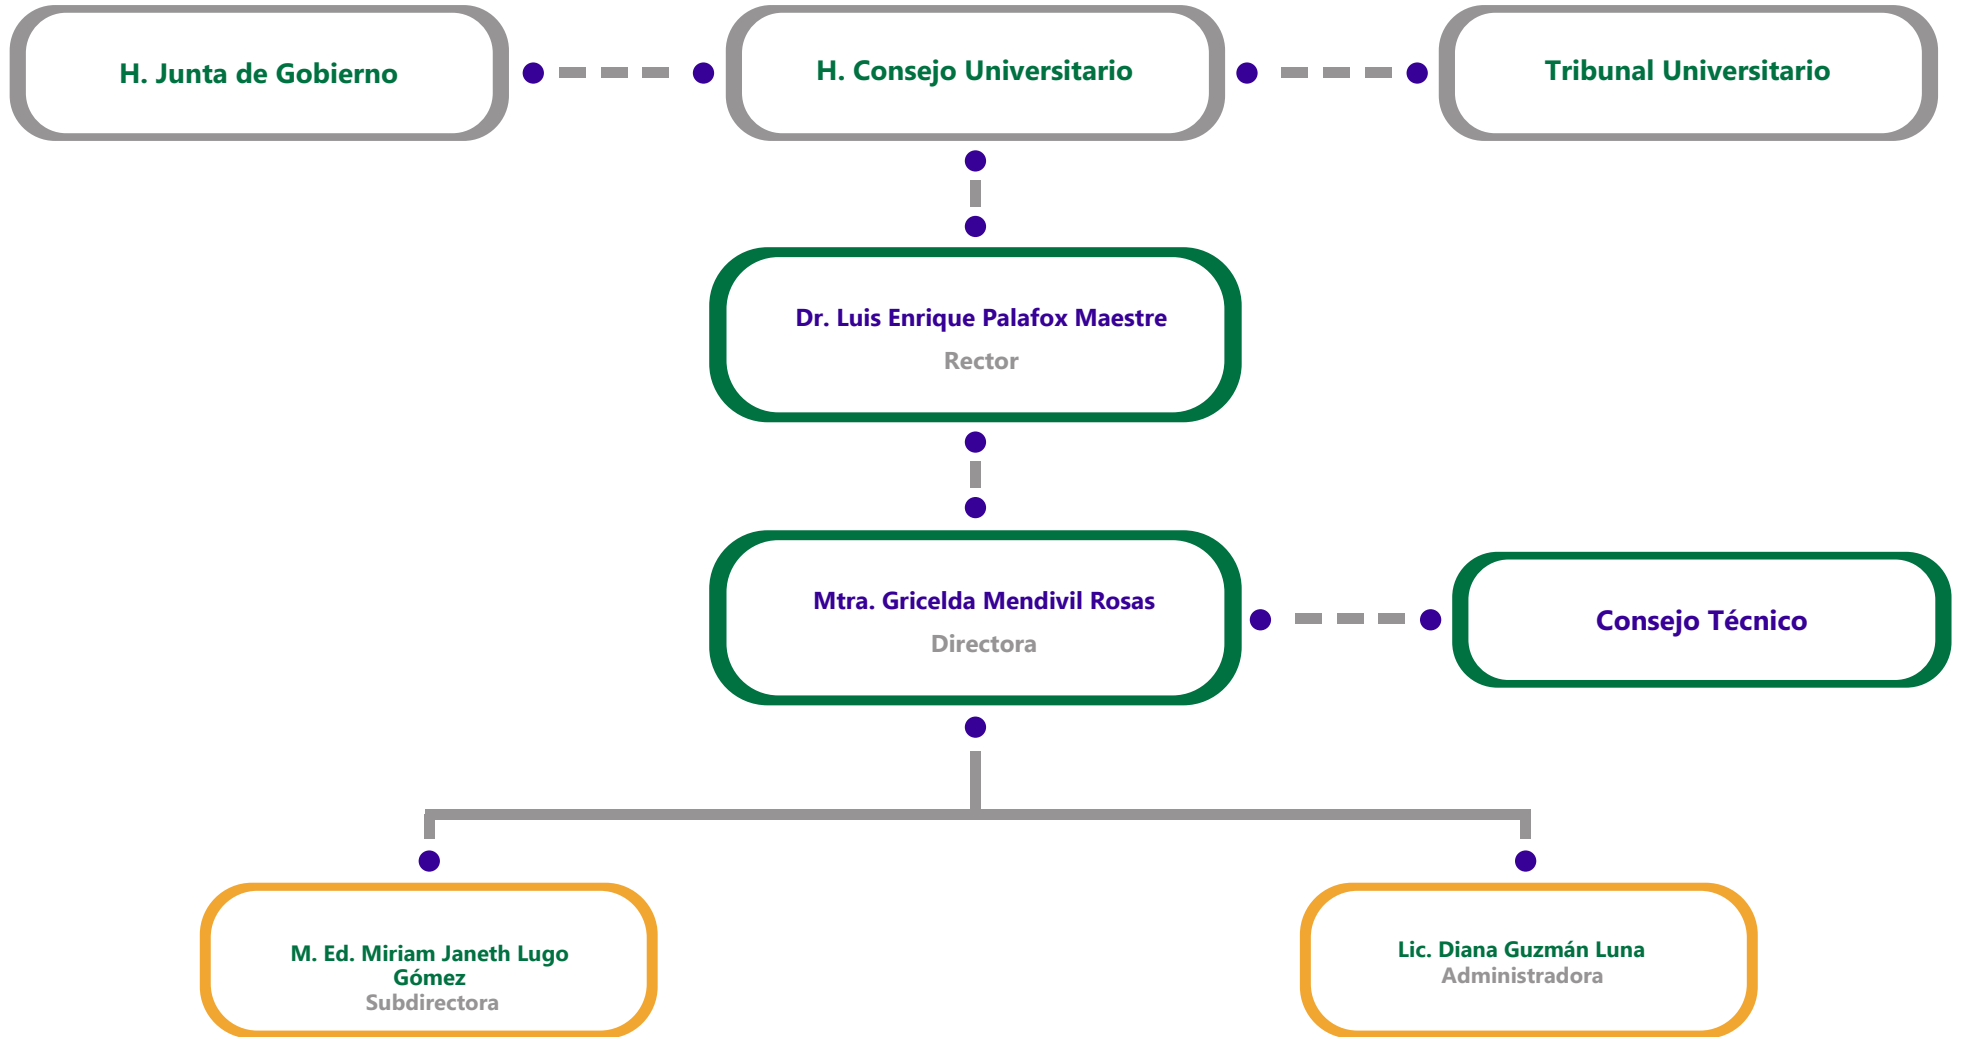 H. Junta de Gobierno
H. Consejo Universitario
Tribunal Universitario
Dr. Luis Enrique Palafox Maestre
Rector
Mtra. Gricelda Mendivil Rosas
Directora
Consejo Técnico
M. Ed. Miriam Janeth Lugo
Gómez
Subdirectora
Lic. Diana Guzmán Luna
Administradora